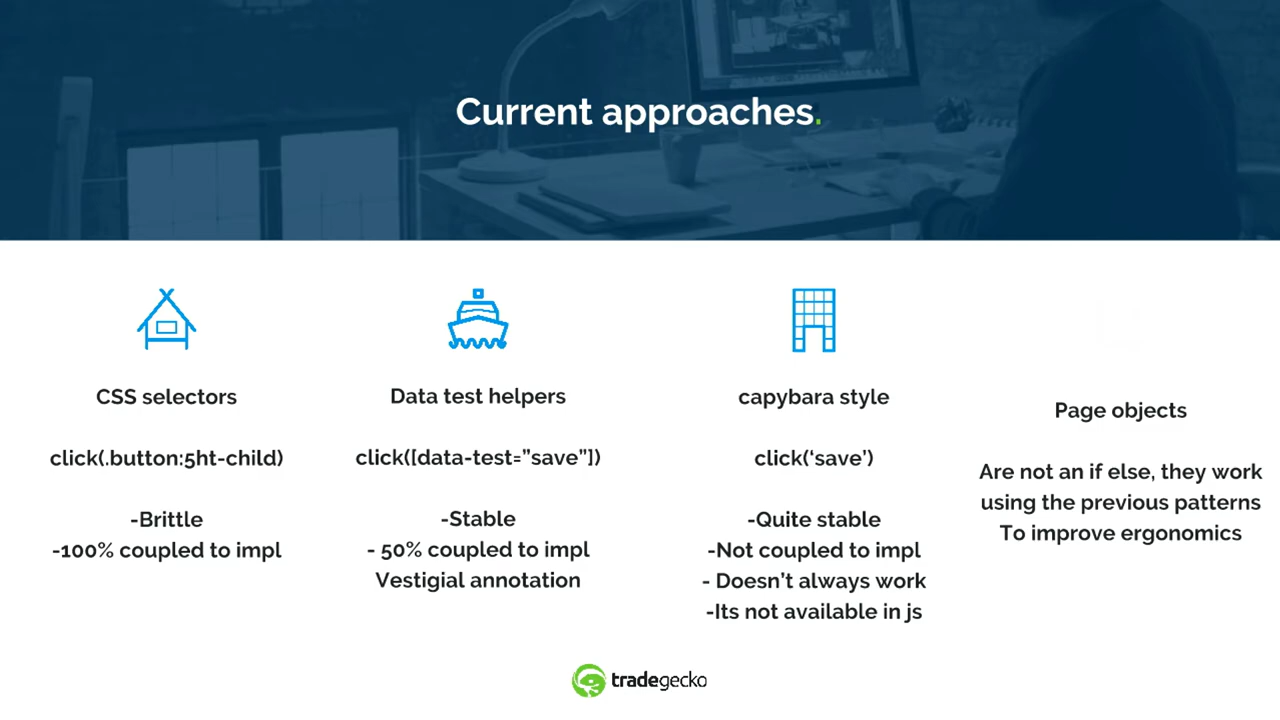 Current approaches.
CSS selectors
click(.button:5ht-child)
-Brittle
-100% coupled to impl
Data test helpers
click([data-test=”save”])
-Stable
- 50% coupled to impl
Vestigial annotation
capybara style
click(‘save’)
-Quite stable
-Not coupled to impl
- Doesn’t always work
-Its not available in js
Page objects
Are not an if else, they work
using the previous patterns
To improve ergonomics
tradegecko